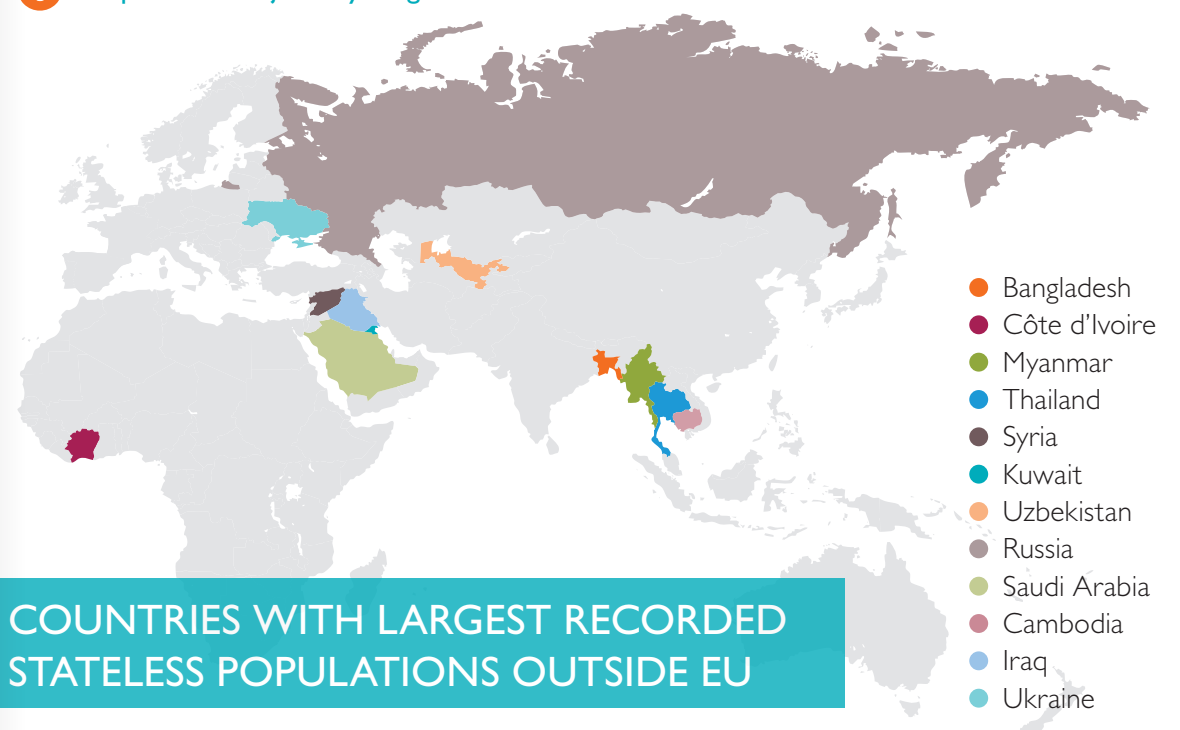 Bangladesh
Côte d'Ivoire
Myanmar
Thailand
Syria
Kuwait
Uzbekistan
Russia
Saudi Arabia
Cambodia
Iraq
Ukraine
COUNTRIES WITH LARGEST RECORDED
STATELESS POPULATIONS OUTSIDE EU